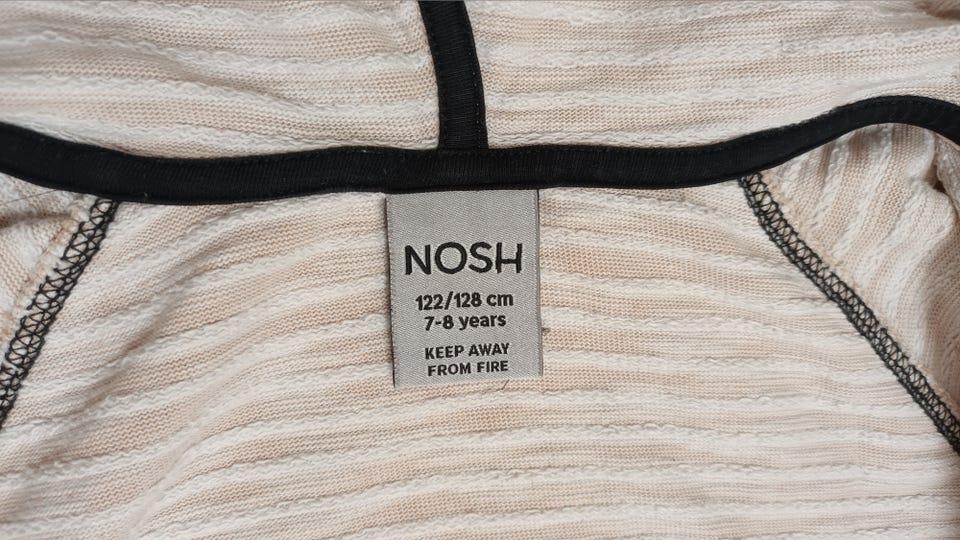 NOSH
122/128 cm
7-8 years
KEEP AWAY
FROM FIRE